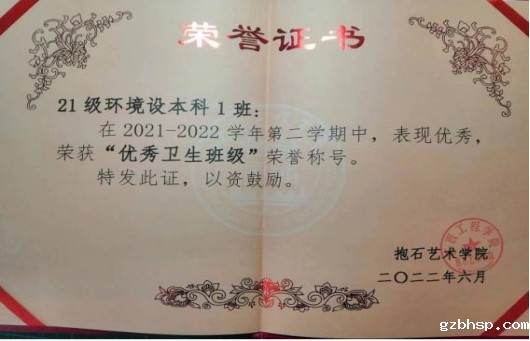 荣誉证书
21级环境设本科1班：
在2021-2022学年第二学期中，表现优秀，
荣获“优秀卫生班级”荣誉称号。
特发此证，以资鼓励。
抱石艺术学院
二〇二二年六月
gzbhsp.com